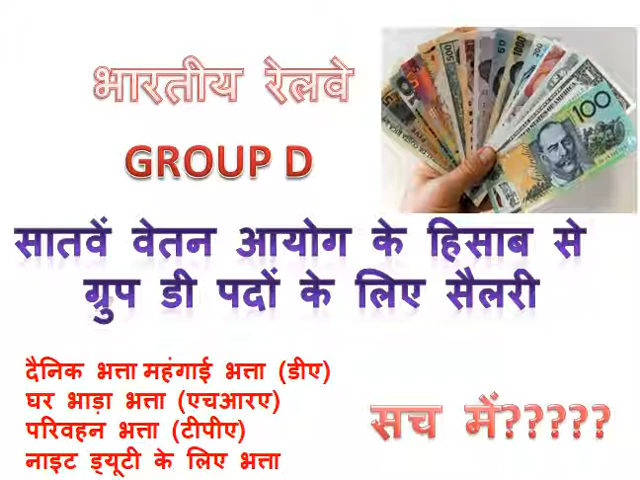 भारतीय रेलवे
GROUP D
सातवें वेतन आयोग के हिसाब से
ग्रुप डी पदों के लिए सैलरी
दैनिक भत्ता महंगाई भत्ता (डीए)
घर भाड़ा भत्ता (एचआरए)
परिवहन भत्ता (टीपीए)
नाइट ड्यूटी के लिए भत्ता
सच में?????
100